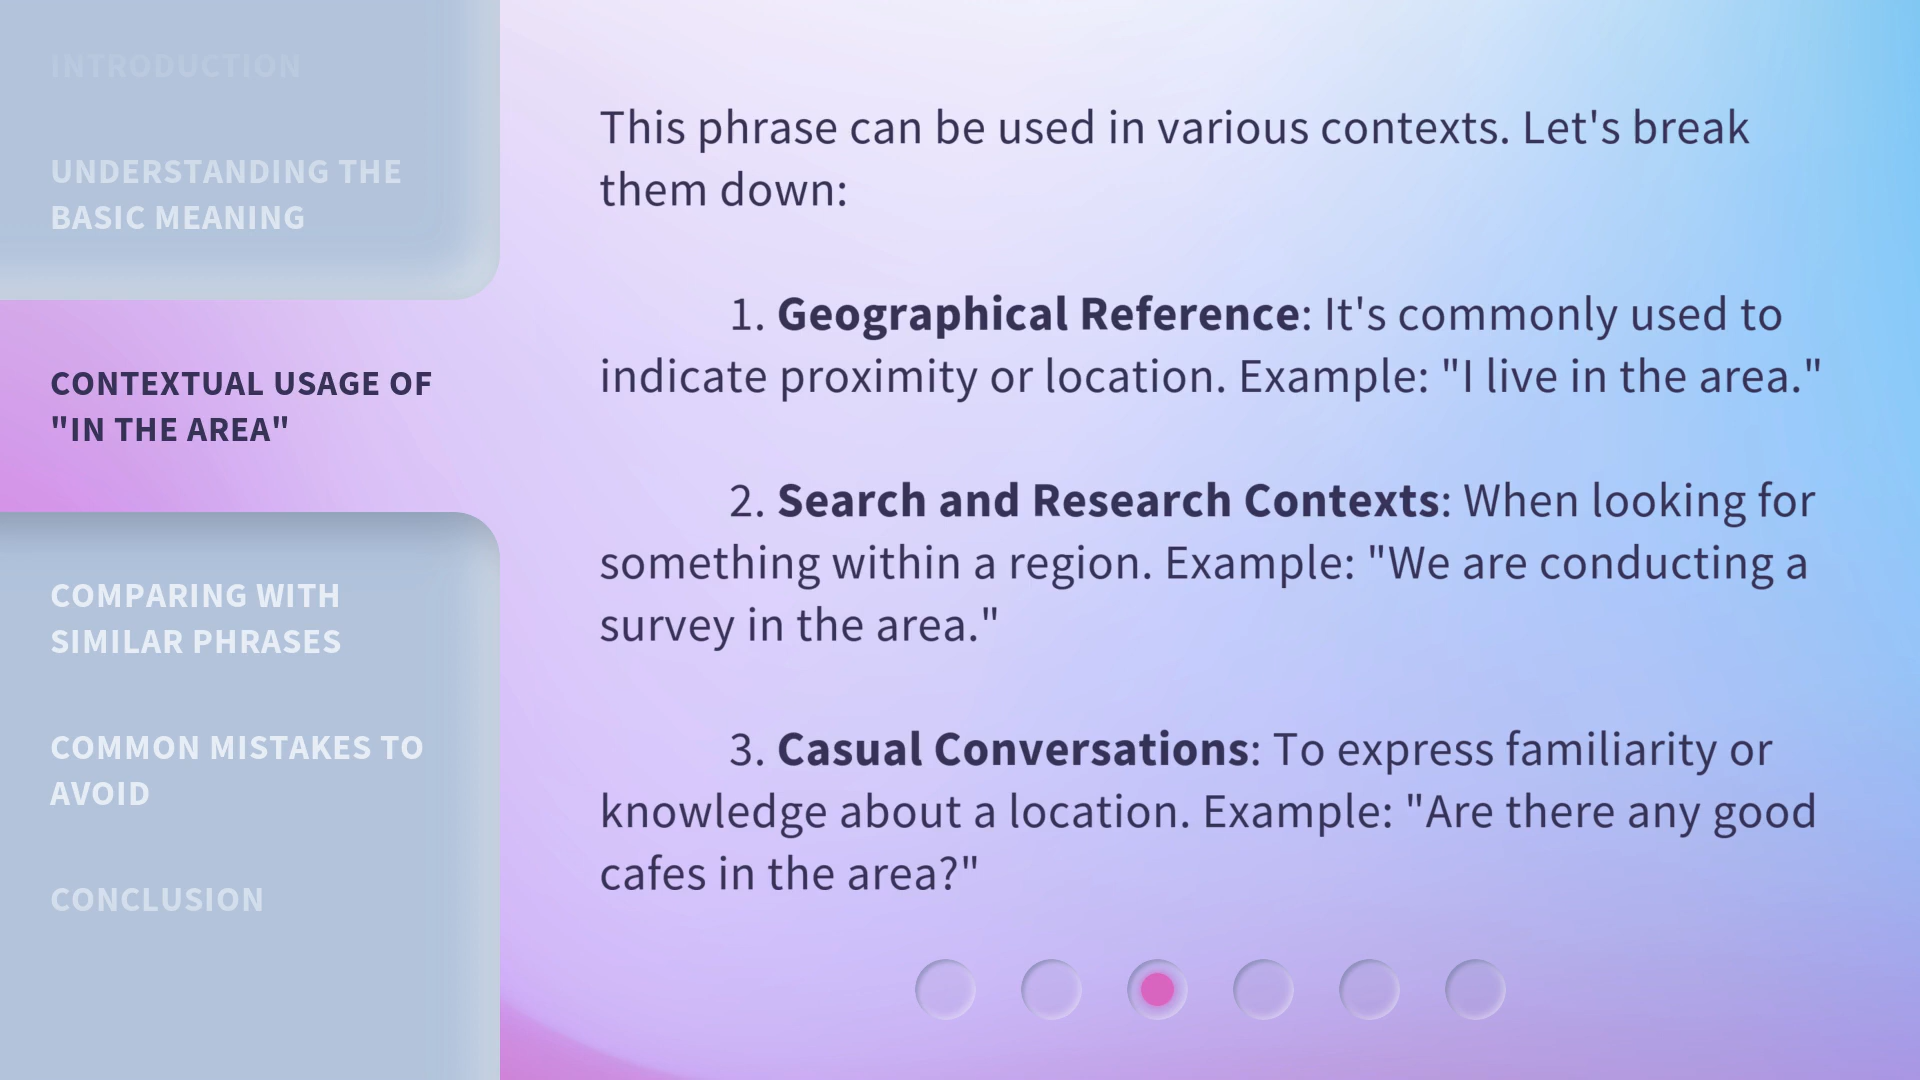 INTRODUCTION
UNDERSTANDING THE
BASIC MEANING
CONTEXTUAL USAGE OF
"IN THE AREA"
COMPARING WITH
SIMILAR PHRASES
COMMON MISTAKES TO
AVOID
CONCLUSION
This phrase can be used in various contexts. Let's break
them down:
1. Geographical Reference: It's commonly used to
indicate proximity or location. Example: "I live in the area."
2. Search and Research Contexts: When looking for
something within a region. Example: "We are conducting a
survey in the area."
3. Casual Conversations: To express familiarity or
knowledge about a location. Example: "Are there any good
cafes in the area?"